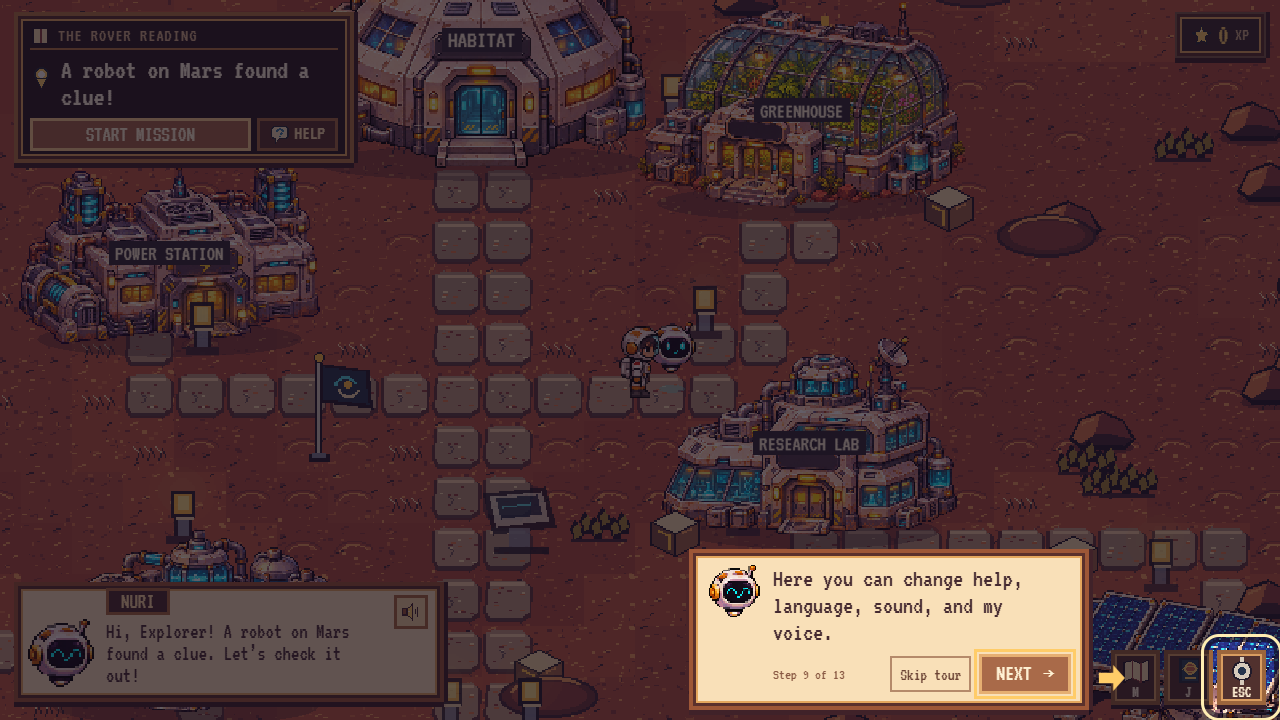 THE ROVER READING
A robot on Mars found a
clue!
START MISSION
HELP
HABITAT
GREENHOUSE
0 XP
POWER STATION
RESEARCH LAB
NURI
Hi, Explorer! A robot on Mars
found a clue. Let's check it
out!
Here you can change help,
language, sound, and my
voice.
Step 9 of 13
Skip tour
NEXT →
M
J
ESC